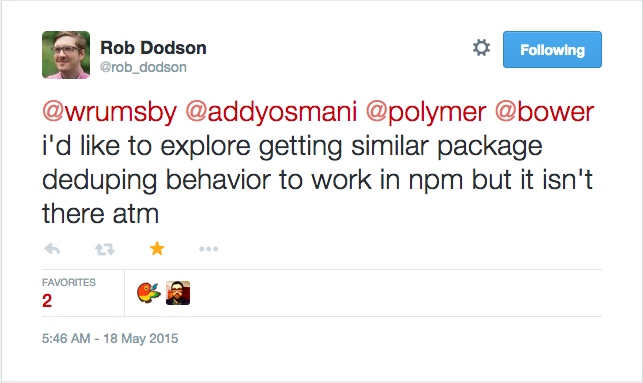 Rob Dodson
@rob_dodson
Following
@wrumsby @addyosmani @polymer @bower
i'd like to explore getting similar package
deduping behavior to work in npm but it isn't
there atm
FAVORITES
2
5:46 AM - 18 May 2015